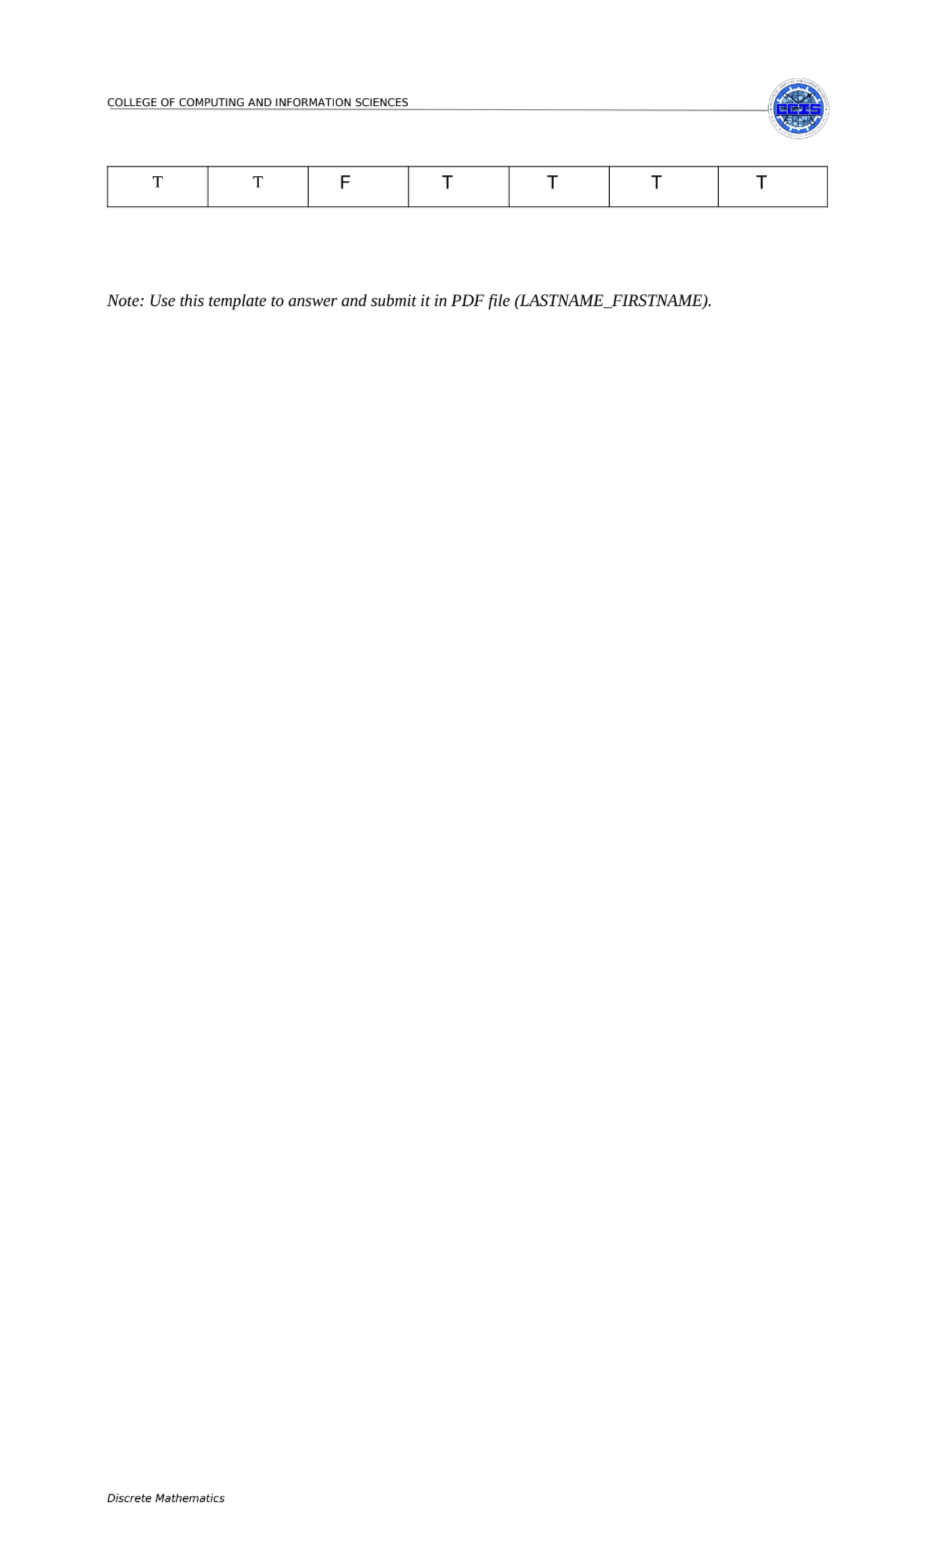 COLLEGE OF COMPUTING AND INFORMATION SCIENCES
CCIS
T T F T T T T
Note: Use this template to answer and submit it in PDF file (LASTNAME_FIRSTNAME).
Discrete Mathematics